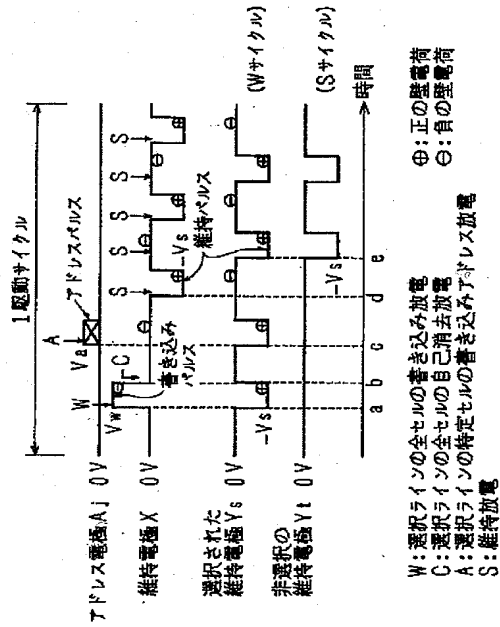 1駆動サイクル
アドレス電極Aj 0V
W
Va
A
アドレスパルス
維持電極X 0V
Vw
C
書き込み
パルス
S
S
S
S
S
-Vs
維持パルス
選択された
維持電極Ys 0V
-Vs
(Wサイクル)
非選択の
維持電極Yt 0V
-Vs
(Sサイクル)
a
b
c
d
e
時間
W:選択ラインの全セルの書き込み放電
C:選択ラインの全セルの自己消去放電
A:選択ラインの特定セルの書き込みアドレス放電
S:維持放電
⊕:正の壁電荷
⊖:負の壁電荷